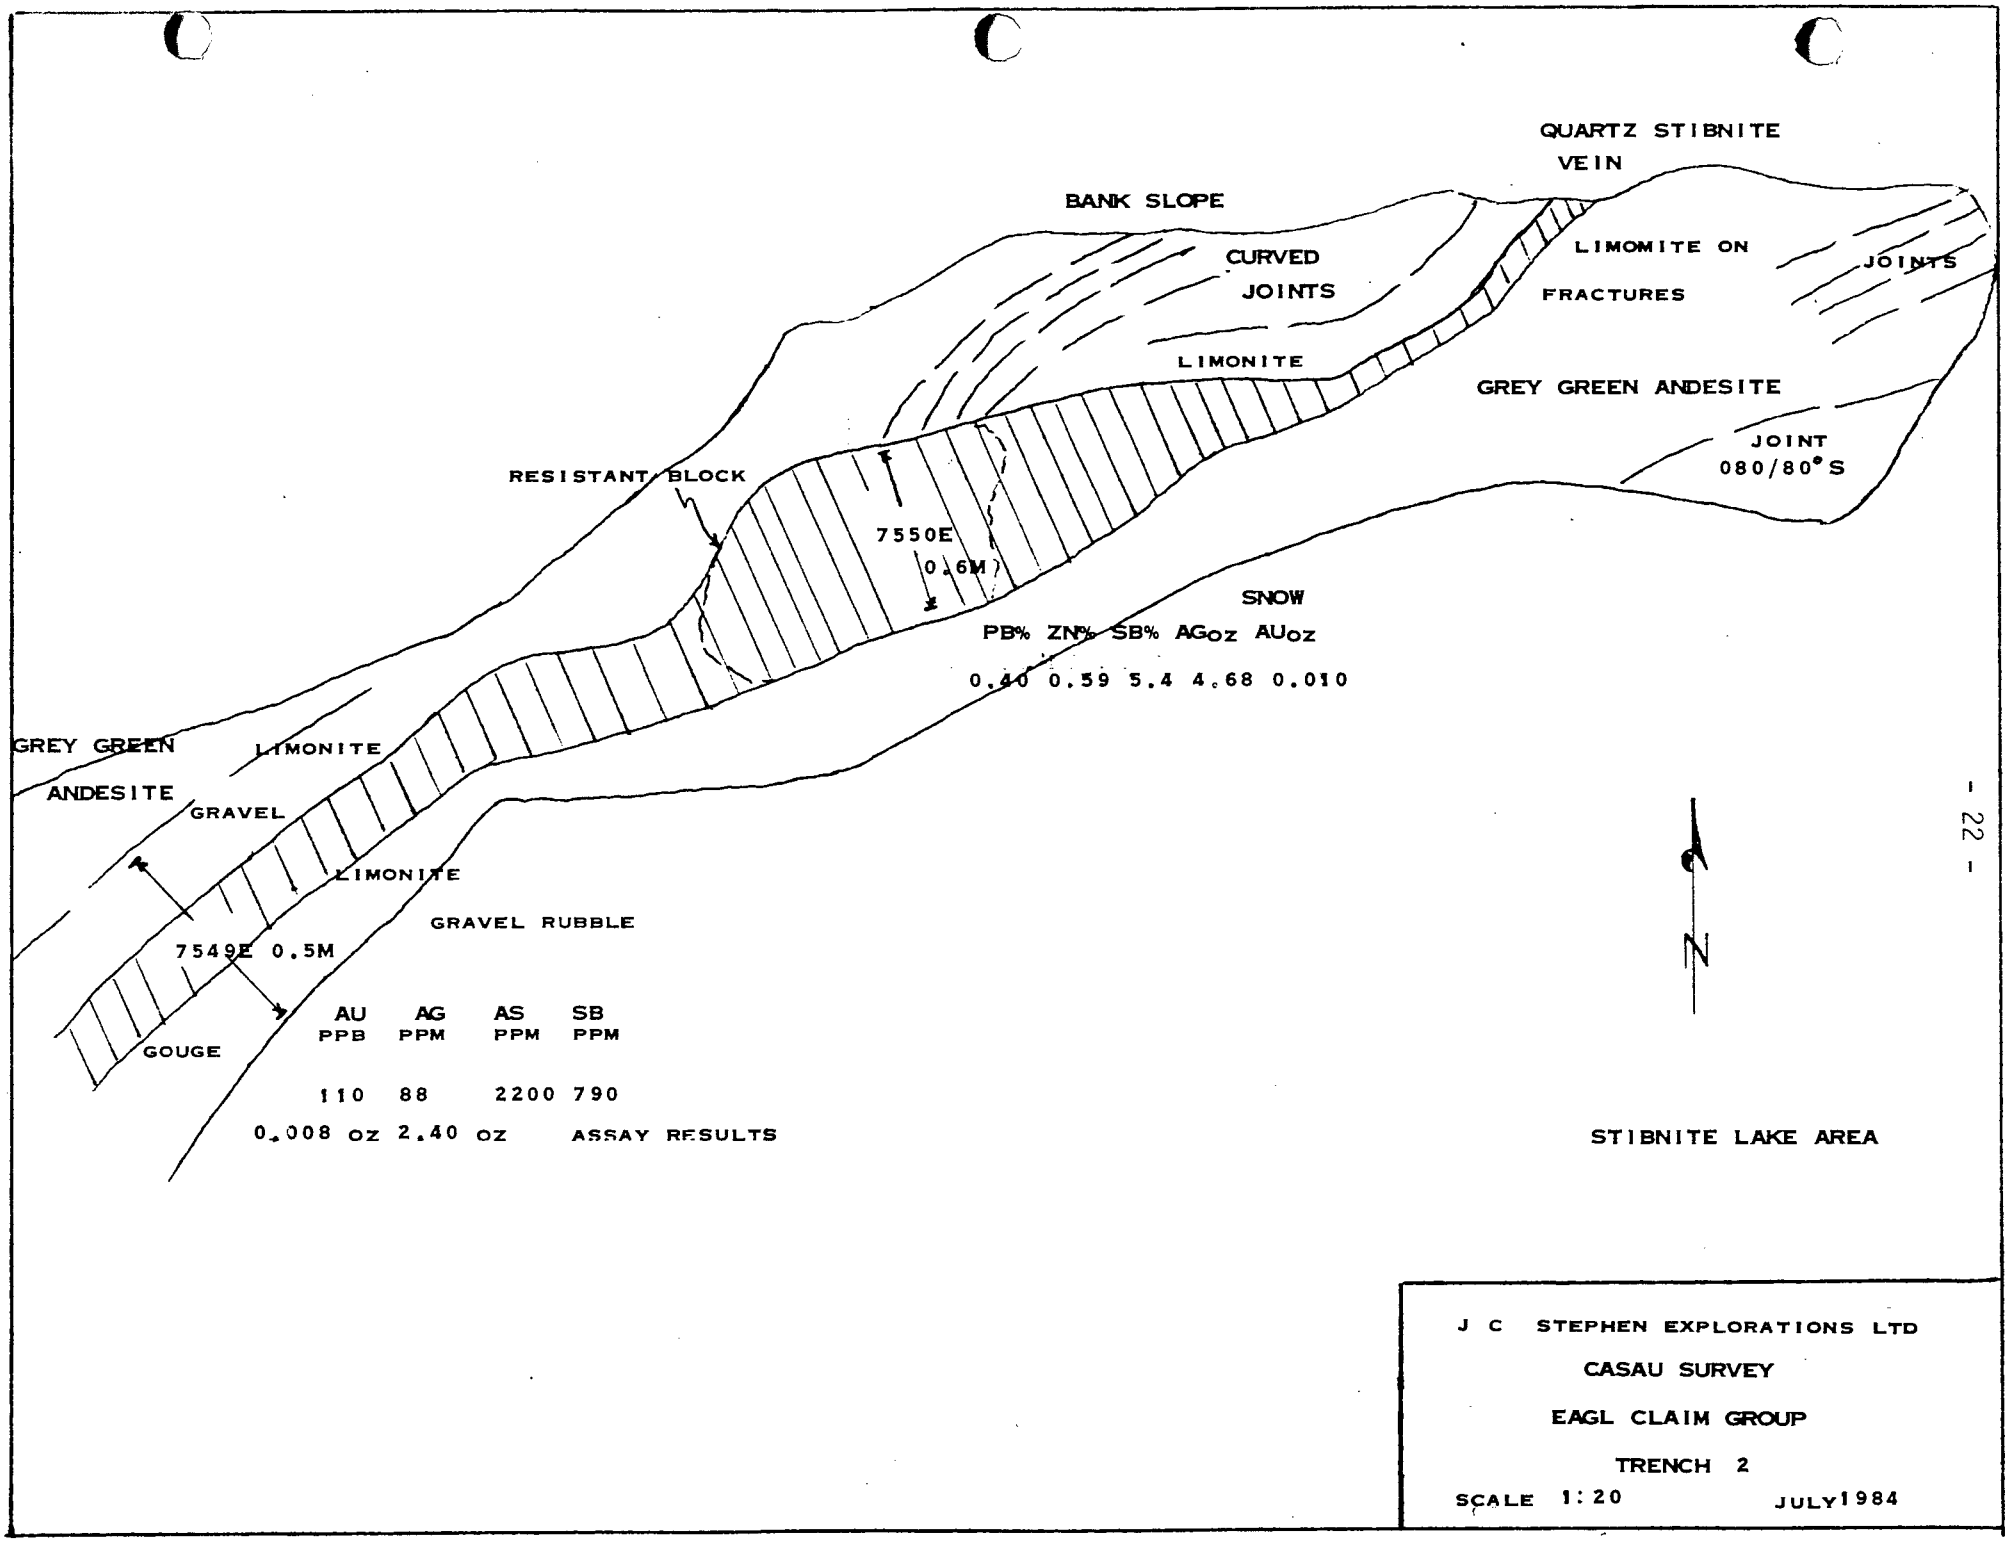 QUARTZ STIBNITE
VEIN
BANK SLOPE
CURVED
JOINTS
LIMOMITE ON
FRACTURES
JOINTS
LIMONITE
GREY GREEN ANDESITE
JOINT
080/80°S
RESISTANT BLOCK
7550E
0.6M
SNOW
PB% ZN% SB% AGOZ AUOZ
0.40 0.59 5.4 4.68 0.010
GREY GREEN
ANDESITE
LIMONITE
GRAVEL
LIMONITE
GRAVEL RUBBLE
7549E 0.5M
GOUGE
AU AG AS SB
PPB PPM PPM PPM
110 88 2200 790
0.008 OZ 2.40 OZ ASSAY RESULTS
- 22 -
N
STIBNITE LAKE AREA
J C STEPHEN EXPLORATIONS LTD
CASAU SURVEY
EAGL CLAIM GROUP
TRENCH 2
SCALE 1:20 JULY 1984